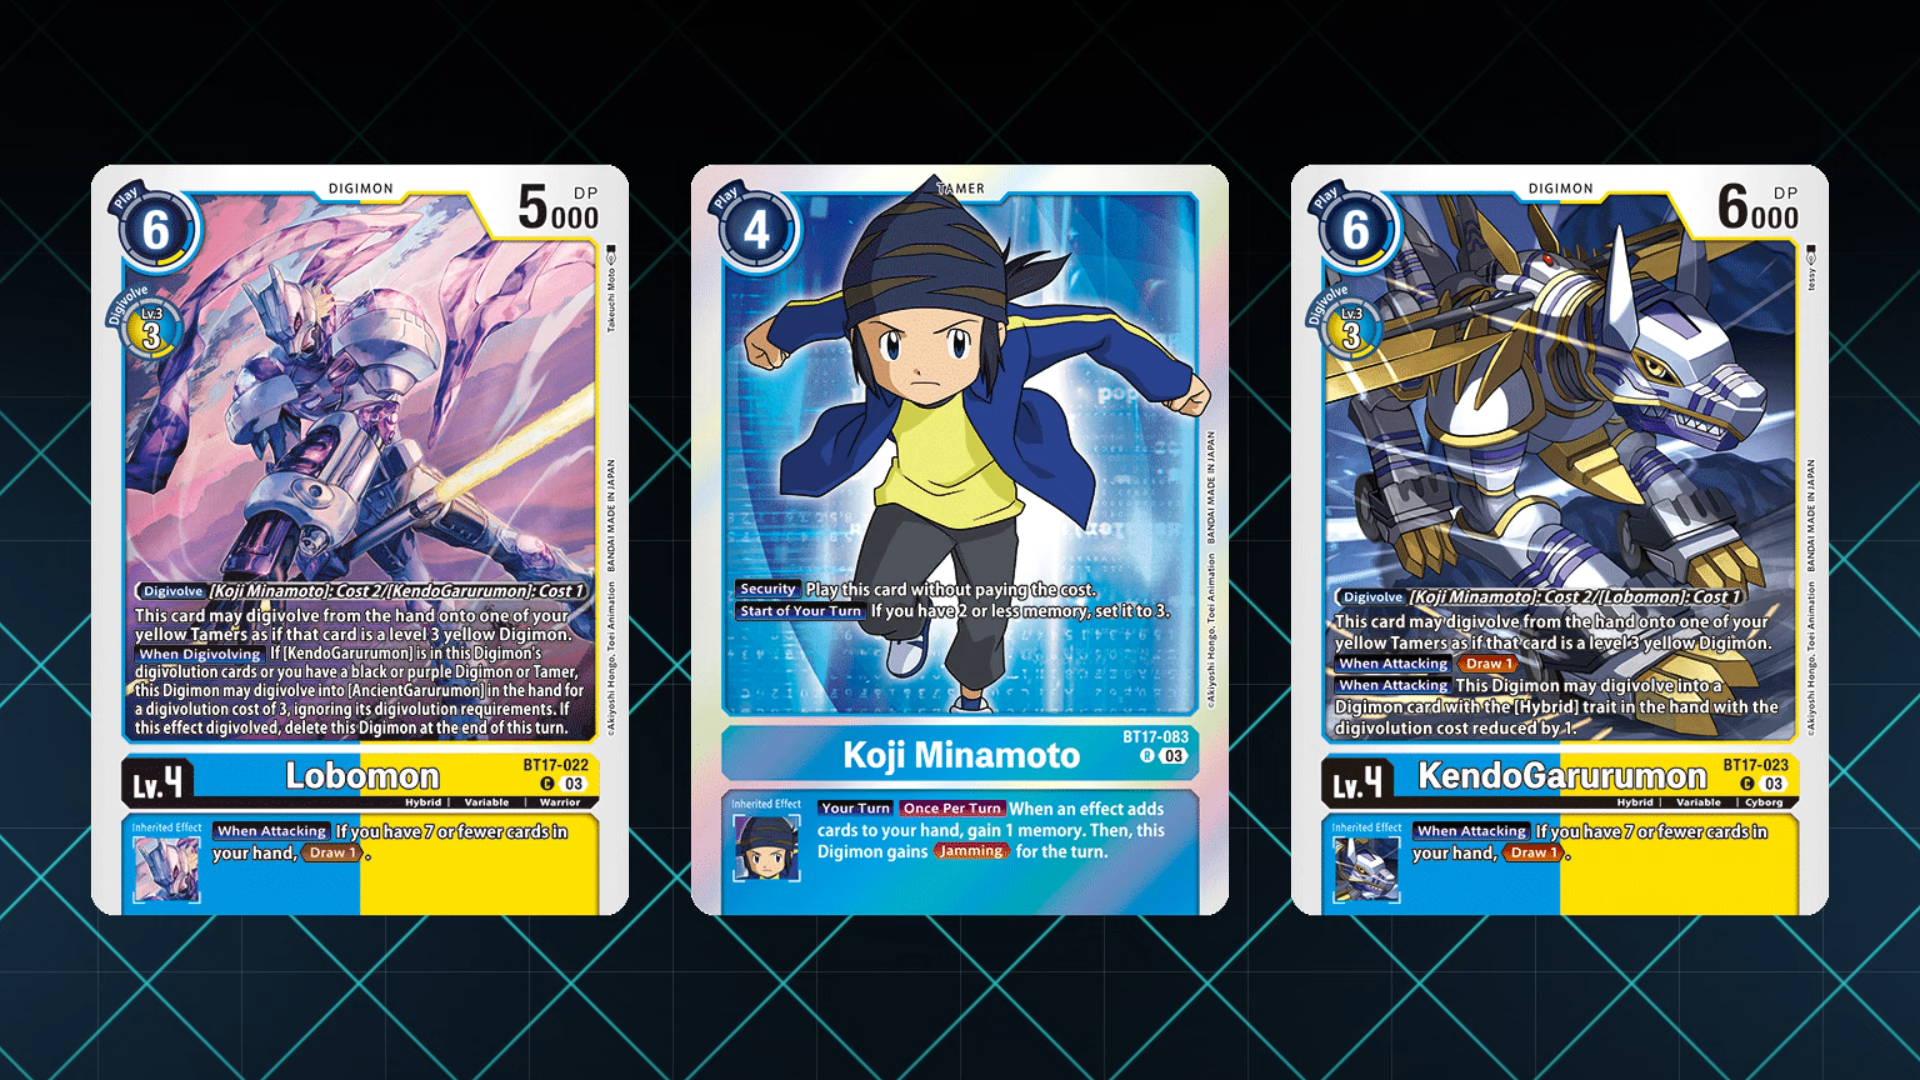 Play
6
DIGIMON
DP
5000
Digivolve
Lv.3
3
Takeuchi Moto
©Akiyoshi Hongo, Toei Animation BANDAI MADE IN JAPAN
Digivolve [Koji Minamoto]: Cost 2/[KendoGarurumon]: Cost 1
This card may digivolve from the hand onto one of your
yellow Tamers as if that card is a level 3 yellow Digimon.
When Digivolving If [KendoGarurumon] is in this Digimon's
digivolution cards or you have a black or purple Digimon or Tamer,
this Digimon may digivolve into [AncientGarurumon] in the hand for
a digivolution cost of 3, ignoring its digivolution requirements. If
this effect digivolved, delete this Digimon at the end of this turn.
Lv.4
Lobomon
BT17-022
C 03
Hybrid | Variable | Warrior
Inherited Effect
When Attacking If you have 7 or fewer cards in
your hand, Draw 1.
Play
4
TAMER
©Akiyoshi Hongo, Toei Animation BANDAI MADE IN JAPAN
Security Play this card without paying the cost.
Start of Your Turn If you have 2 or less memory, set it to 3.
Koji Minamoto
BT17-083
R 03
Inherited Effect
Your Turn Once Per Turn When an effect adds
cards to your hand, gain 1 memory. Then, this
Digimon gains Jamming for the turn.
Play
6
DIGIMON
DP
6000
Digivolve
Lv.3
3
tessy
©Akiyoshi Hongo, Toei Animation BANDAI MADE IN JAPAN
Digivolve [Koji Minamoto]: Cost 2/[Lobomon]: Cost 1
This card may digivolve from the hand onto one of your
yellow Tamers as if that card is a level 3 yellow Digimon.
When Attacking Draw 1
When Attacking This Digimon may digivolve into a
Digimon card with the [Hybrid] trait in the hand with the
digivolution cost reduced by 1.
Lv.4
KendoGarurumon
BT17-023
C 03
Hybrid | Variable | Cyborg
Inherited Effect
When Attacking If you have 7 or fewer cards in
your hand, Draw 1.